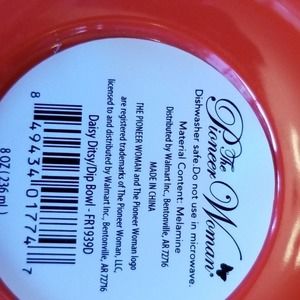 The
Pioneer Woman®
Dishwasher safe.Do not use in microwave.
Material Content: Melamine
Distributed by Walmart Inc., Bentonville, AR 72716
MADE IN CHINA
THE PIONEER WOMAN and The Pioneer Woman logo
are registered trademarks of The Pioneer Woman, LLC,
licensed to and distributed by Walmart Inc., Bentonville, AR 72716
Daisy Ditsy/Dip Bowl - FR1939D
8 49434 01774 7
8 OZ ( 236 mL )